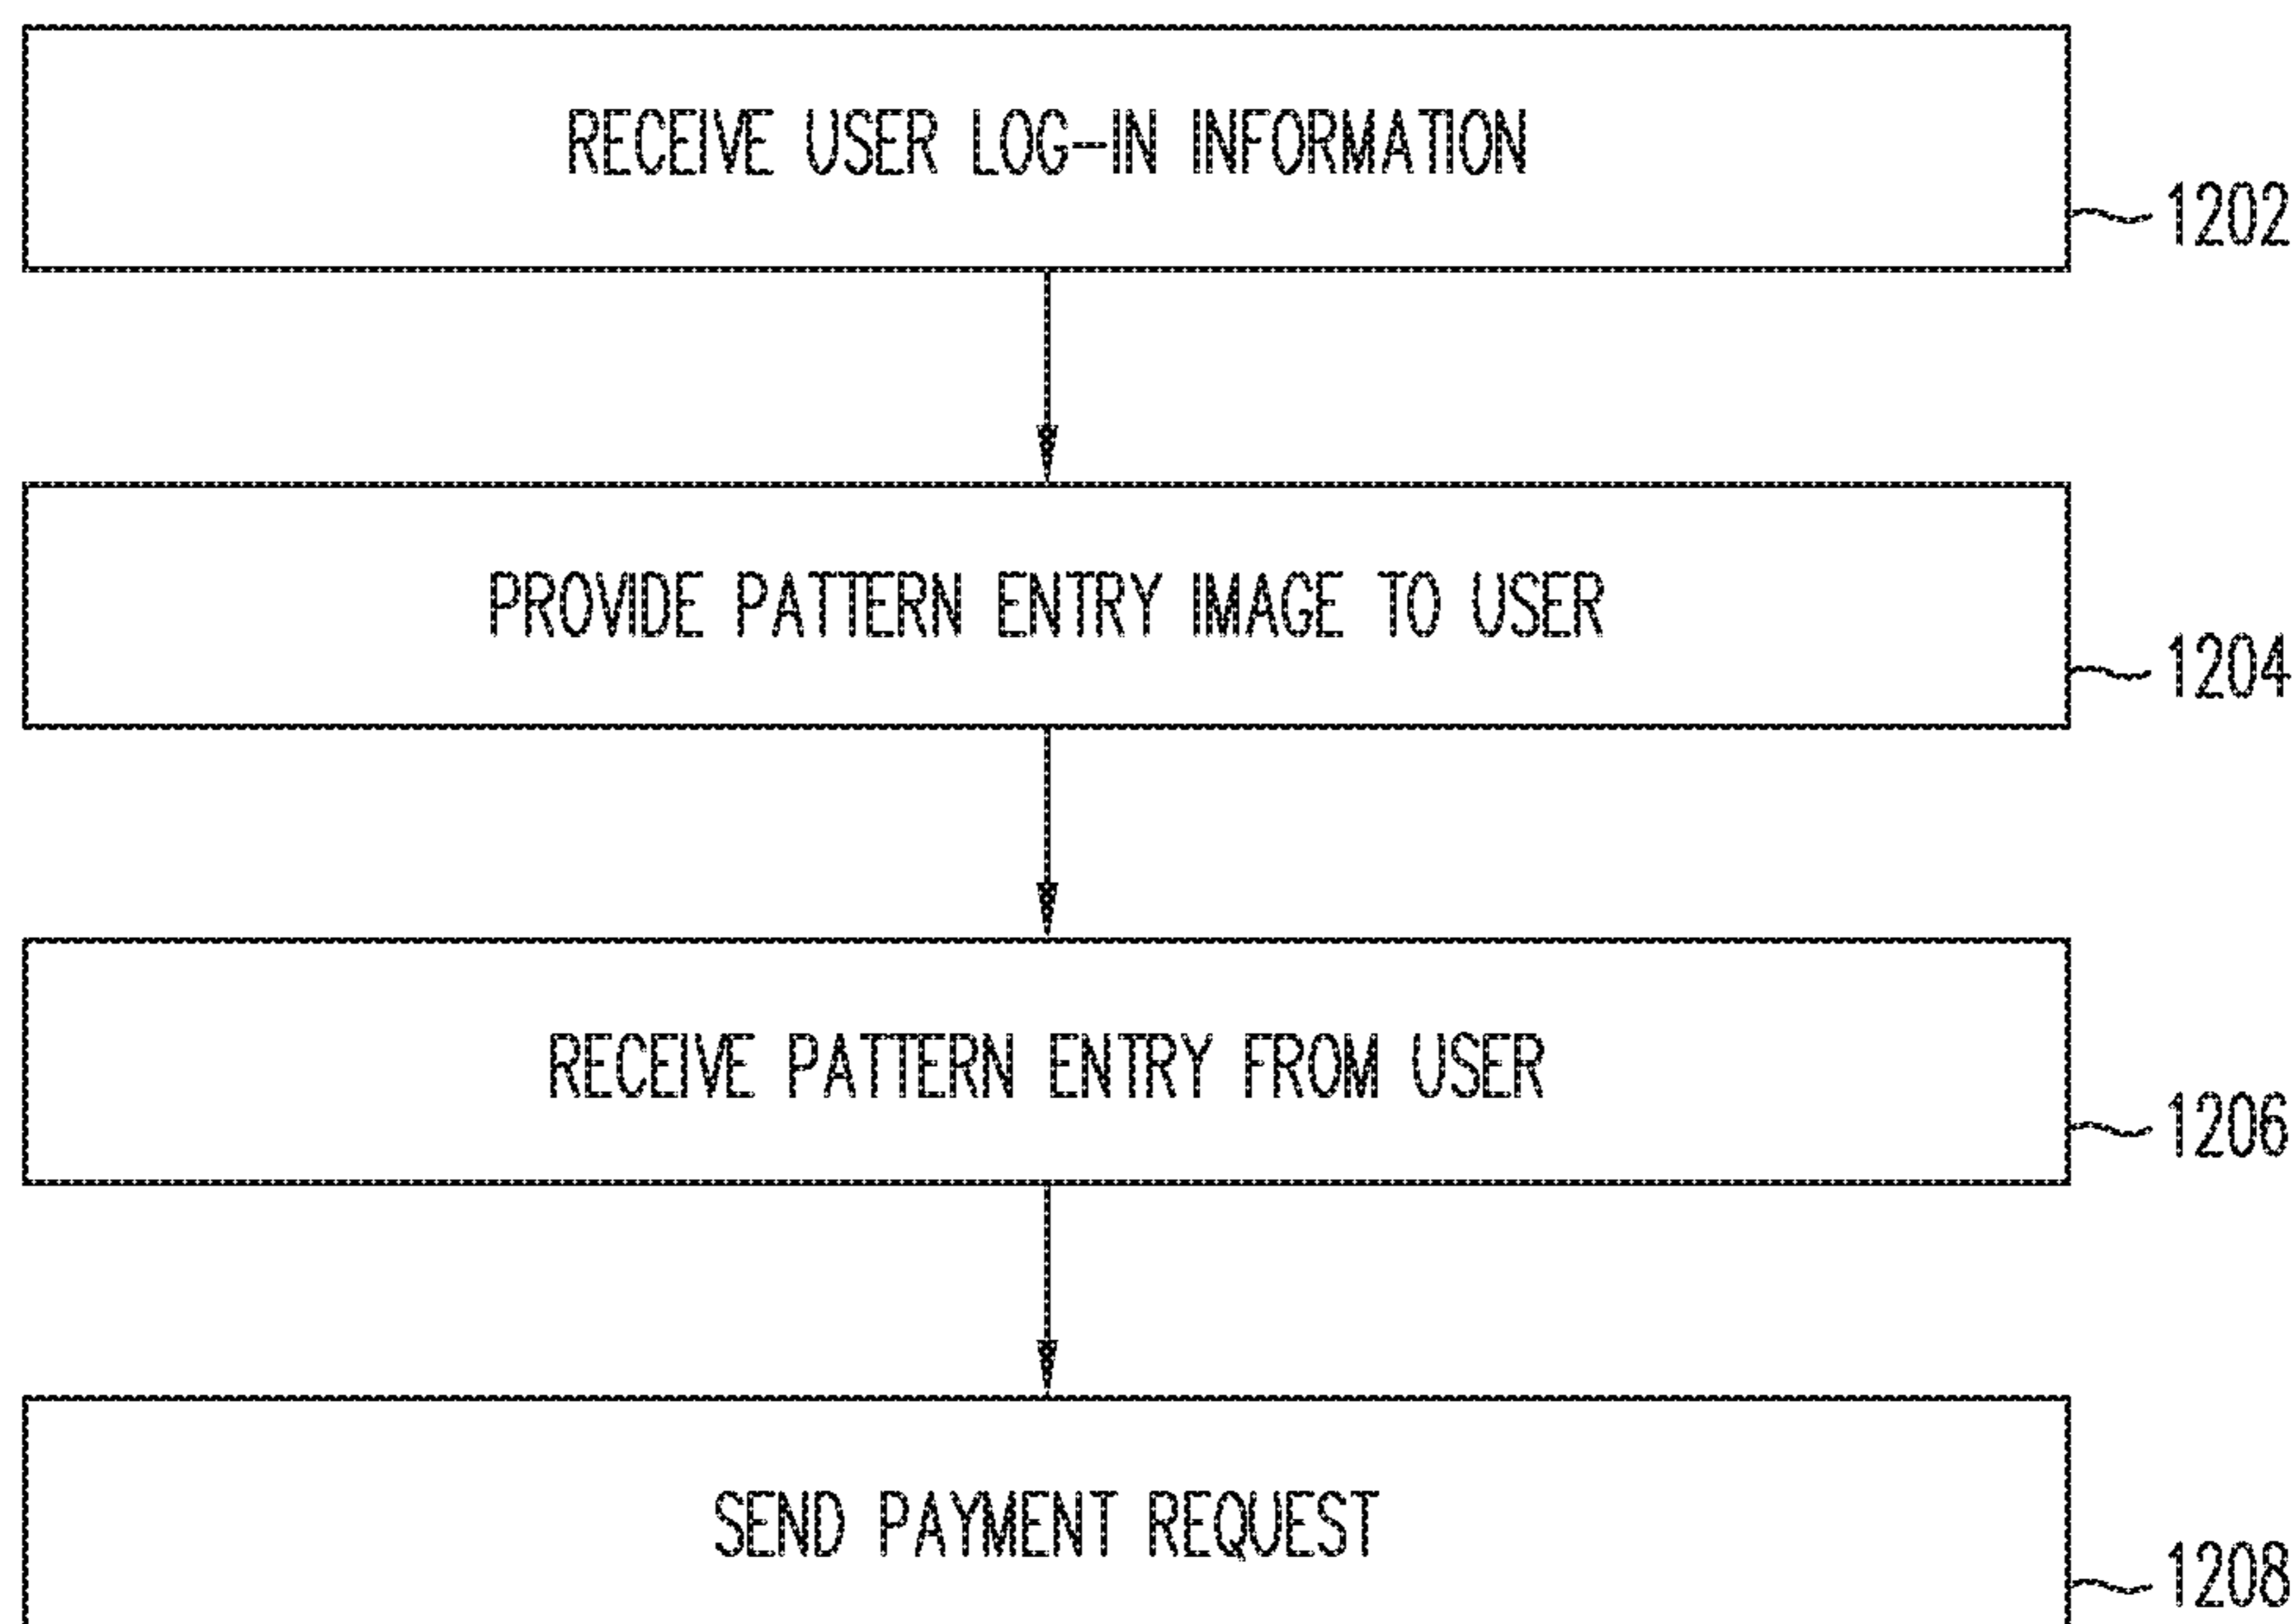 RECEIVE USER LOG-IN INFORMATION
1202
PROVIDE PATTERN ENTRY IMAGE TO USER
1204
RECEIVE PATTERN ENTRY FROM USER
1206
SEND PAYMENT REQUEST
1208